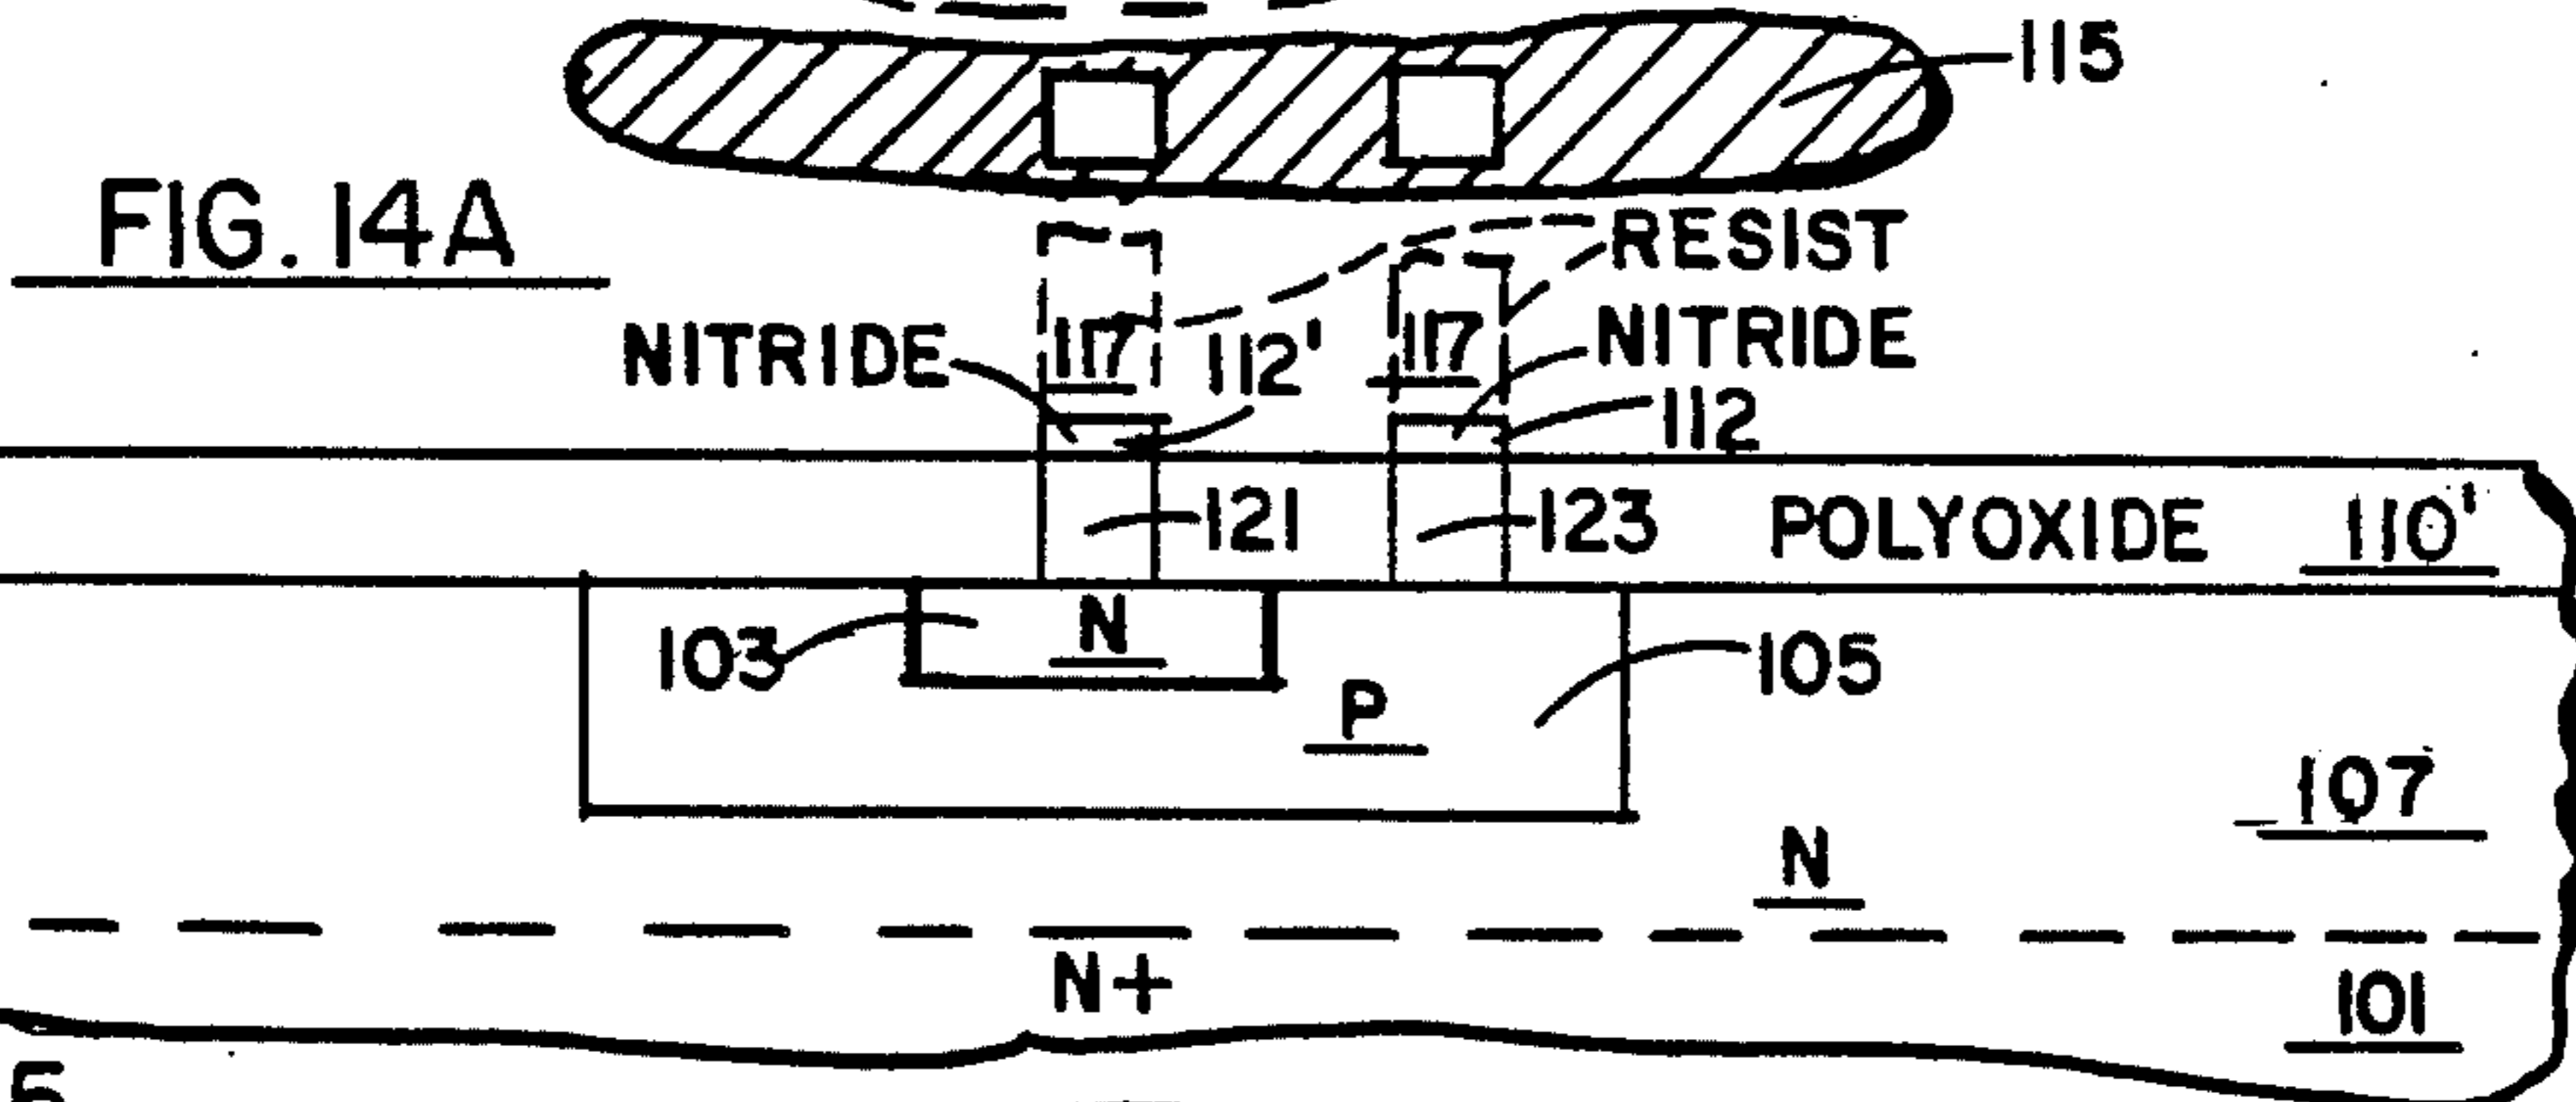 115
FIG. 14A
RESIST
NITRIDE
117
112'
117
NITRIDE
112
121
123
POLYOXIDE
110'
103
N
P
105
107
N
N+
101